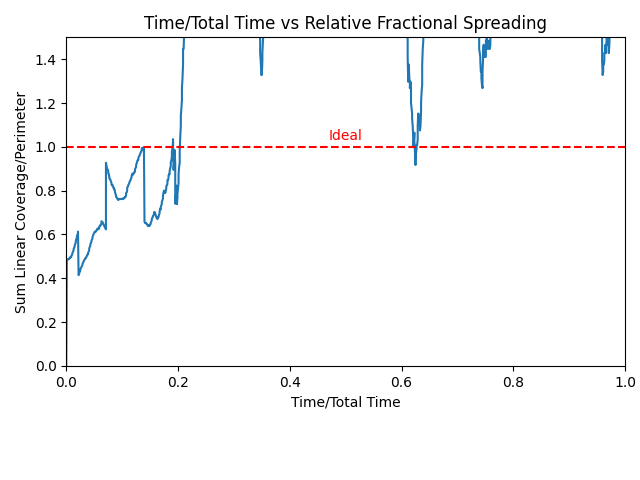 Time/Total Time vs Relative Fractional Spreading
Sum Linear Coverage/Perimeter
1.4
1.2
1.0
0.8
0.6
0.4
0.2
0.0
Ideal
0.0 0.2 0.4 0.6 0.8 1.0
Time/Total Time